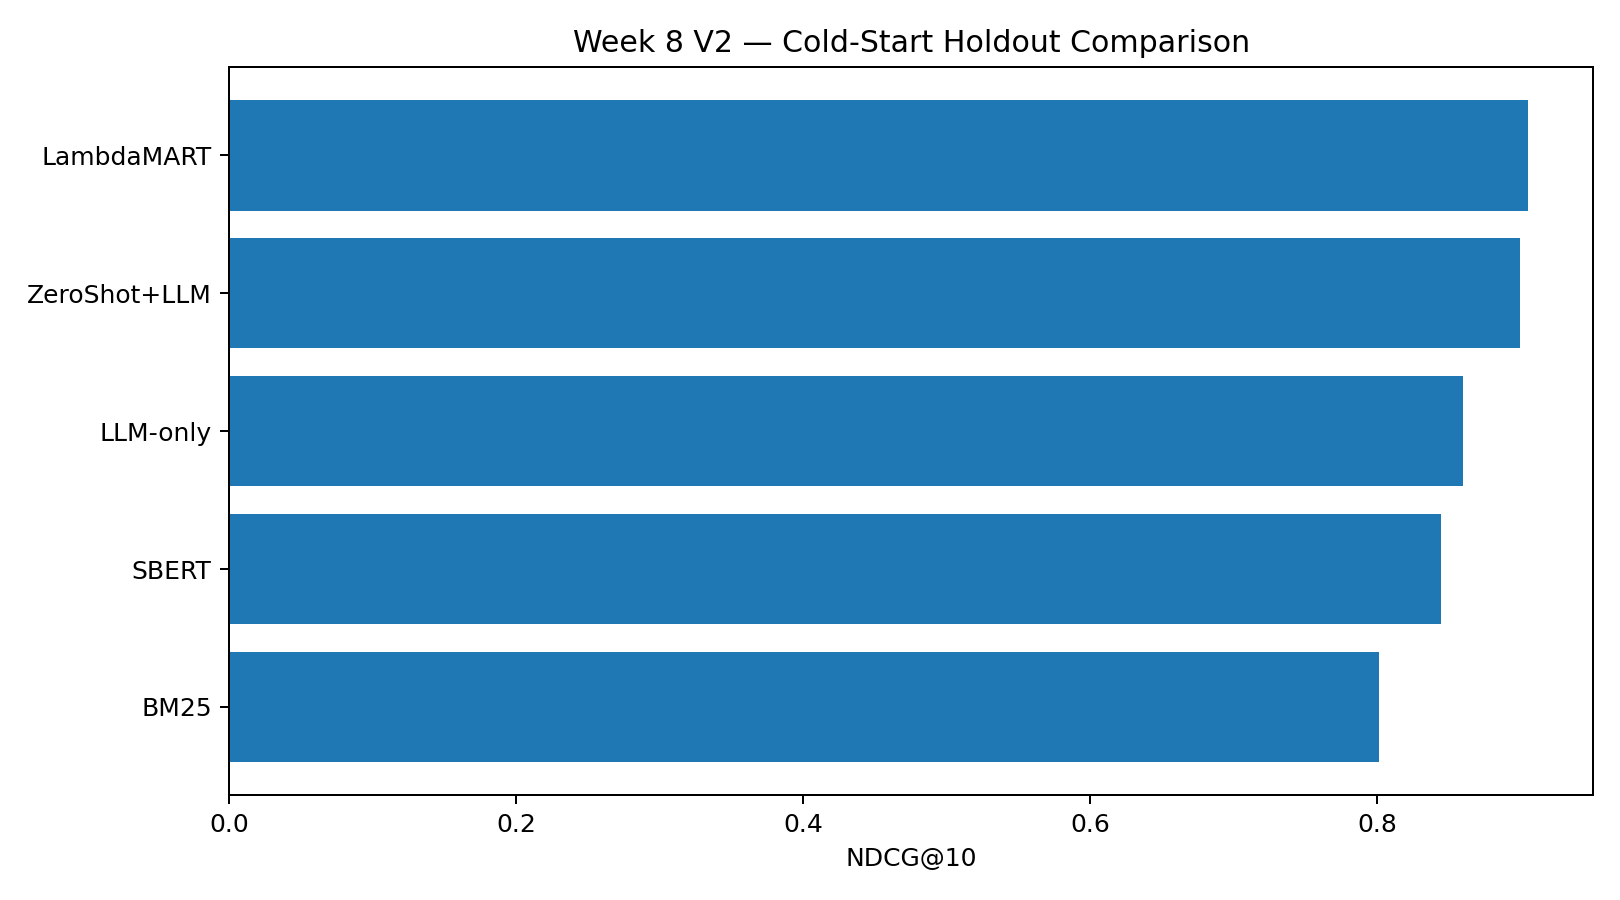 Week 8 V2 — Cold-Start Holdout Comparison
LambdaMART
ZeroShot+LLM
LLM-only
SBERT
BM25
0.0 0.2 0.4 0.6 0.8
NDCG@10